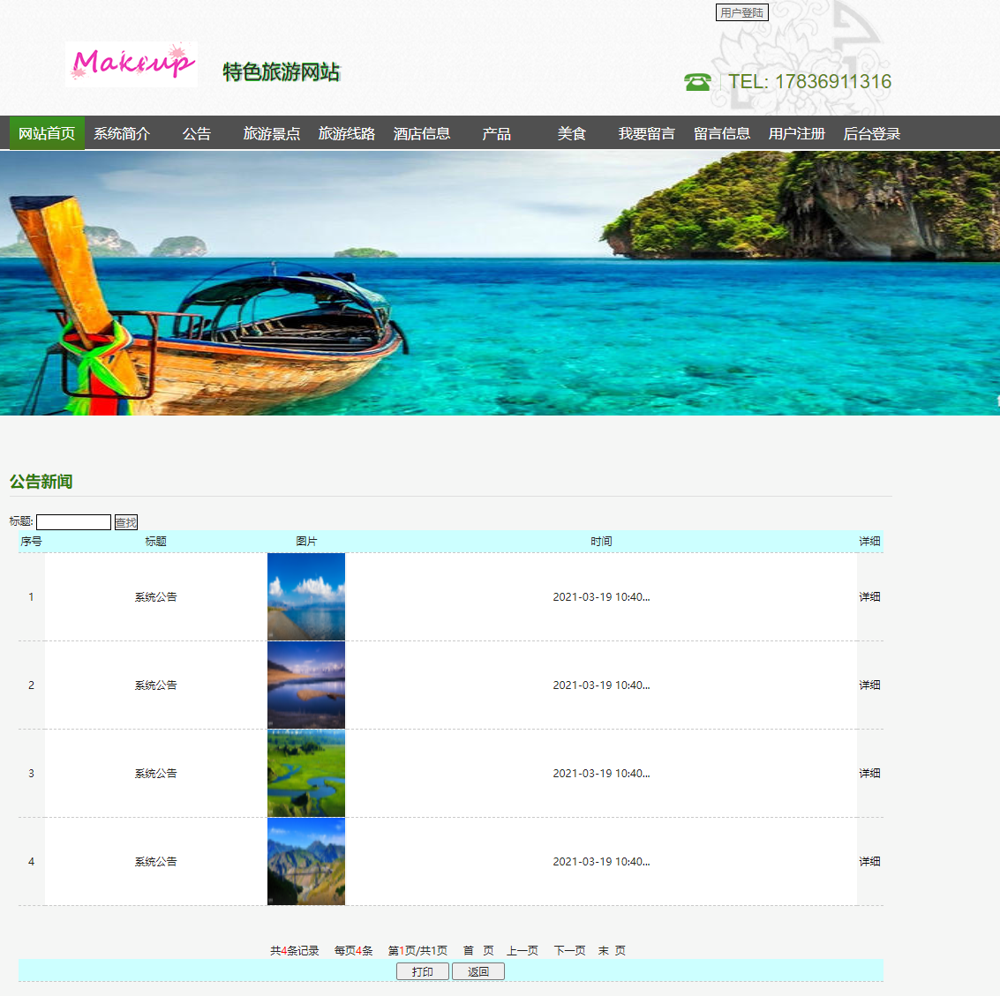 用户登陆
Makeup
特色旅游网站
TEL: 17836911316
网站首页 系统简介 公告 旅游景点 旅游线路 酒店信息 产品 美食 我要留言 留言信息 用户注册 后台登录
公告新闻
标题: 查找
序号 标题 图片 时间 详细
1 系统公告 2021-03-19 10:40... 详细
2 系统公告 2021-03-19 10:40... 详细
3 系统公告 2021-03-19 10:40... 详细
4 系统公告 2021-03-19 10:40... 详细
共4条记录 每页4条 第1页/共1页 首 页 上一页 下一页 末 页
打印 返回